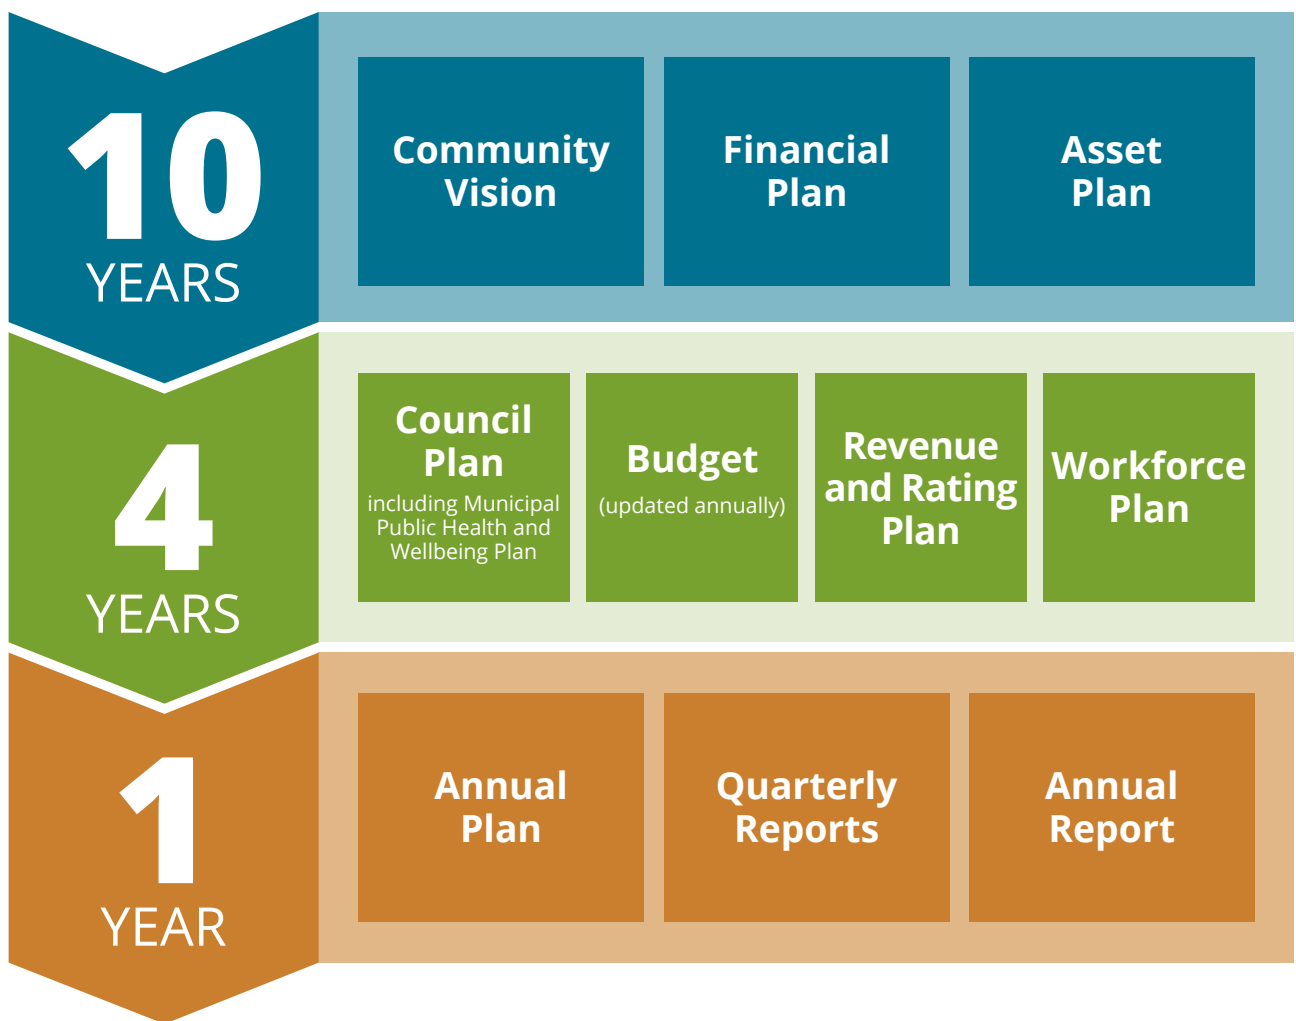 10
YEARS
Community
Vision
Financial
Plan
Asset
Plan
4
YEARS
Council
Plan
including Municipal
Public Health and
Wellbeing Plan
Budget
(updated annually)
Revenue
and Rating
Plan
Workforce
Plan
1
YEAR
Annual
Plan
Quarterly
Reports
Annual
Report